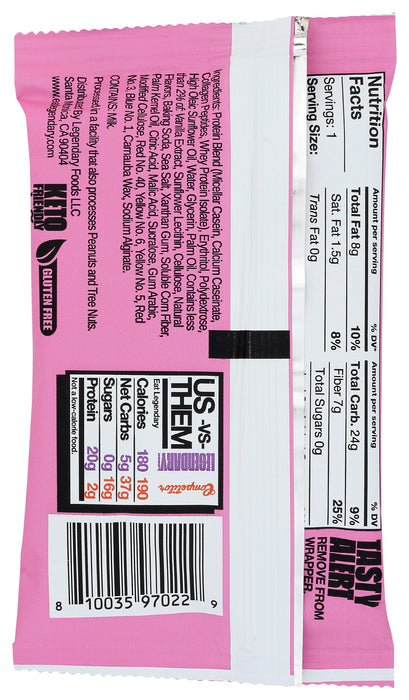 Nutrition
Facts
Servings: 1
Serving Size:
Amount per serving
% DV*
Total Fat 8g
10%
Sat. Fat 1.5g
8%
Trans Fat 0g
Amount per serving
% DV
Total Carb. 24g
9%
Fiber 7g
25%
Total Sugars 0g
TASTY
ALERT
REMOVE FROM
WRAPPER.
Ingredients: Protein Blend (Micellar Casein, Calcium Caseinate,
Collagen Peptides, Whey Protein Isolate), Erythritol, Polydextrose,
High Oleic Sunflower Oil, Water, Glycerin, Palm Oil. Contains less
that 2% of Vanilla Extract, Sunflower Lecithin, Cellulose, Natural
Flavors, Baking Soda, Sea Salt, Xanthan Gum, Soluble Corn Fiber,
Palm Kernel Oil, Citric Acid, Malic Acid, Sucralose, Gum Arabic,
Modified Cellulose, Red No. 40, Yellow No. 6, Yellow No. 5, Red
No. 3, Blue No. 1, Carnauba Wax, Sodium Alginate.
CONTAINS: Milk.
Processed in a facility that also processes Peanuts and Tree Nuts.
Distributed By Legendary Foods LLC
Santa Monica, CA 90404
www.eatlegendary.com
KETO
FRIENDLY
GLUTEN FREE
US -VS- THEM
Eat Legendary
LEGENDARY
Competitor
Calories 180 190
Net Carbs 5g 37g
Sugars 0g 16g
Protein 20g 2g
Not a low-calorie food.
8 10035 97022 9